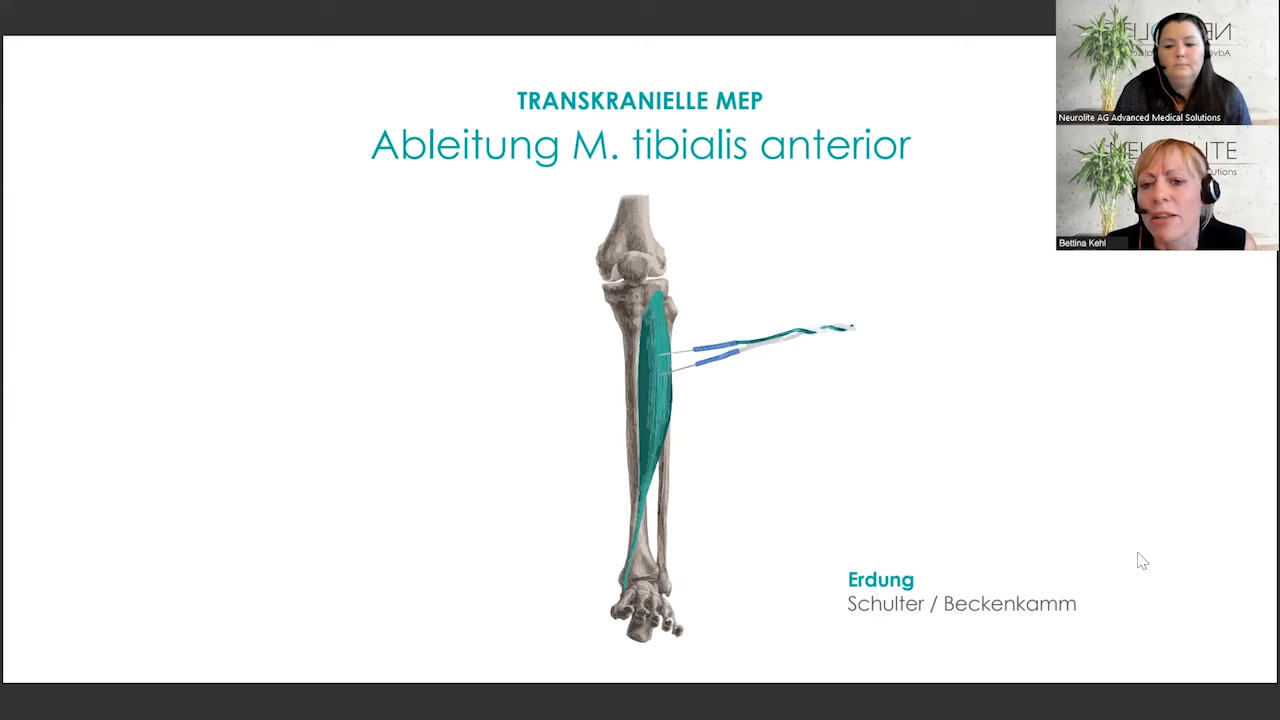 TRANSKRANIELLE MEP
Ableitung M. tibialis anterior
Erdung
Schulter / Beckenkamm
Neurolite AG Advanced Medical Solutions
Bettina Kehl